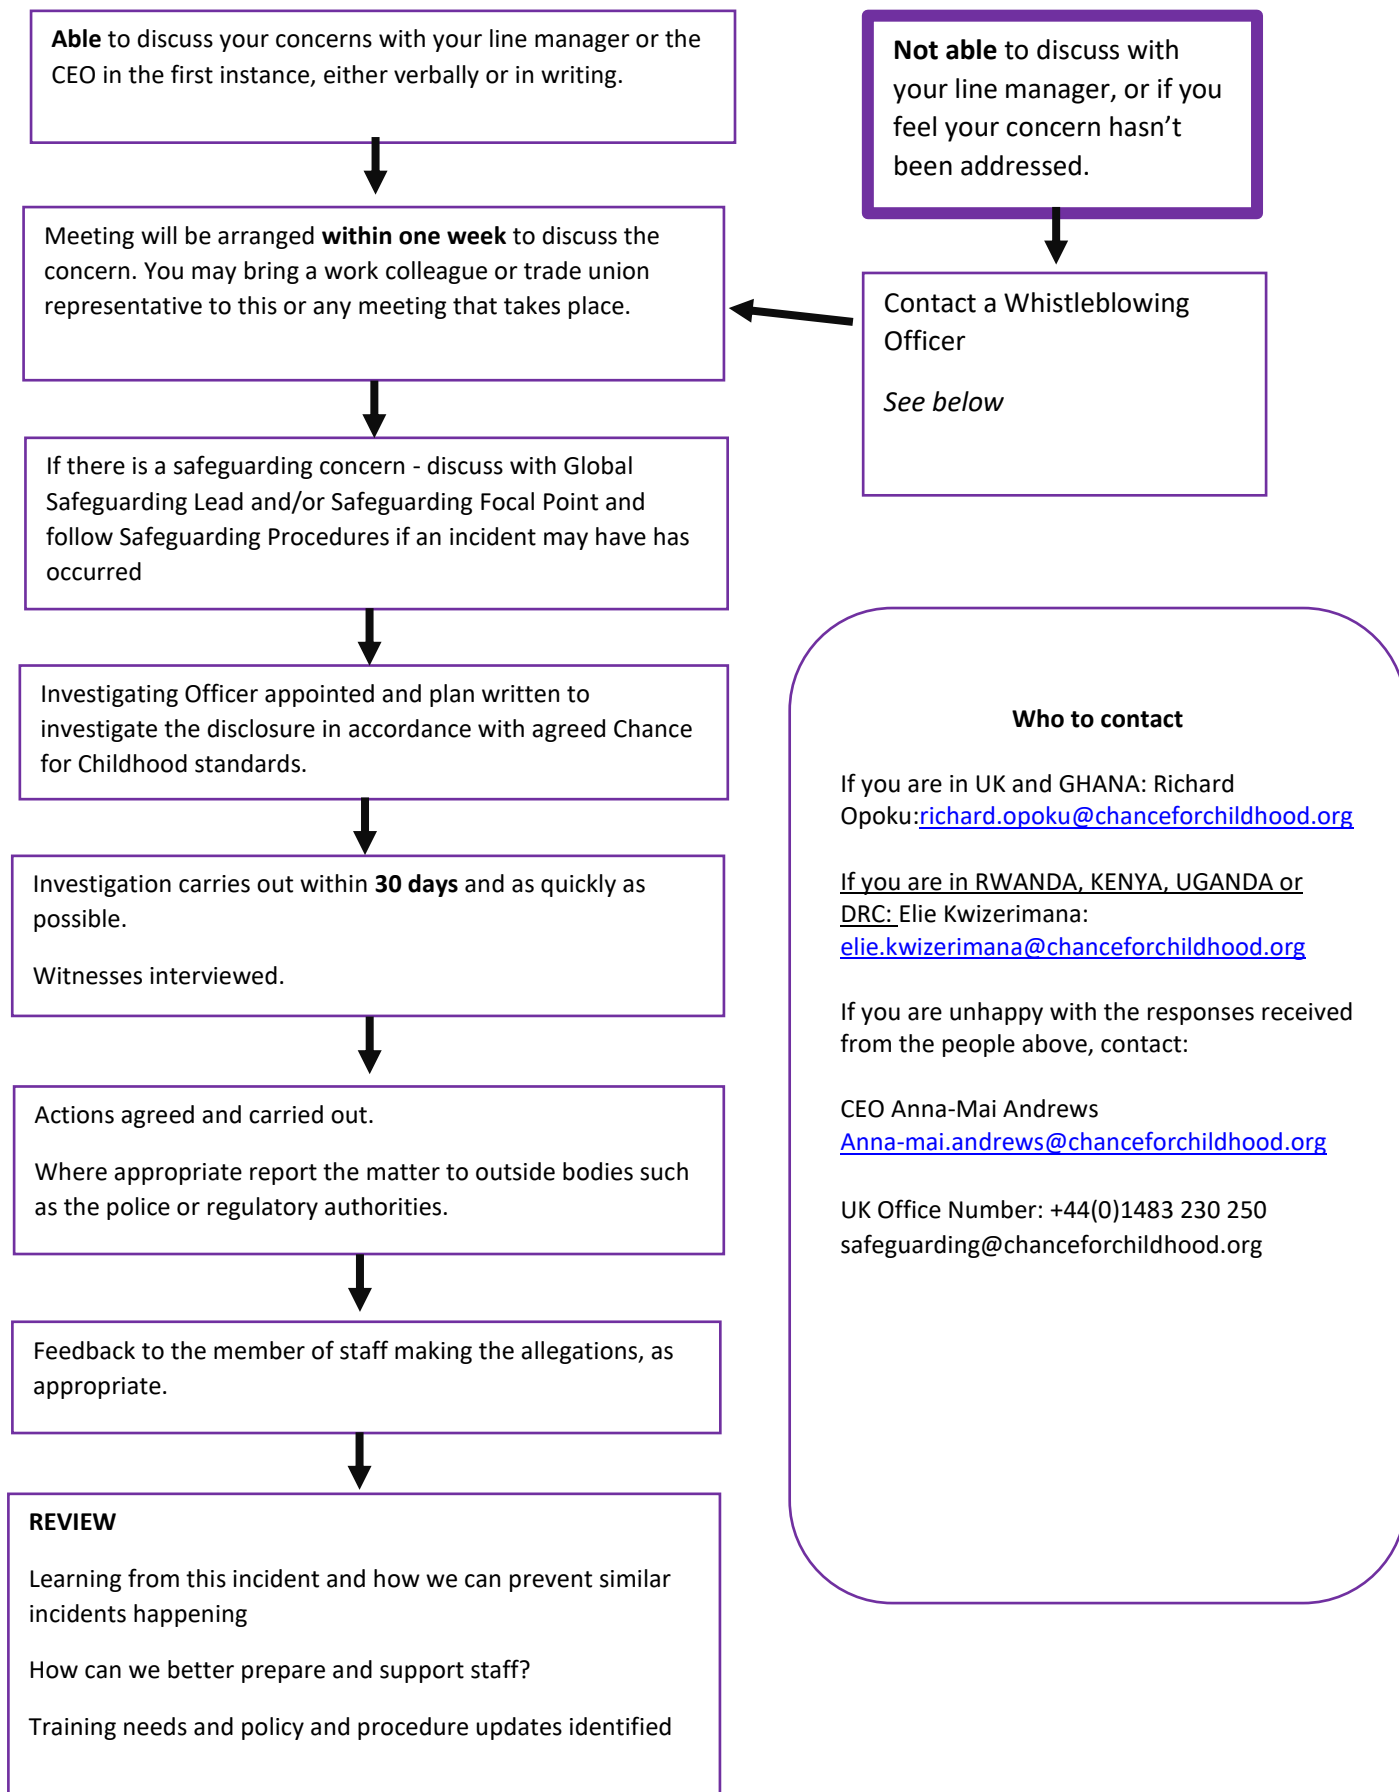 Able to discuss your concerns with your line manager or the
CEO in the first instance, either verbally or in writing.
Not able to discuss with
your line manager, or if you
feel your concern hasn’t
been addressed.
Meeting will be arranged within one week to discuss the
concern. You may bring a work colleague or trade union
representative to this or any meeting that takes place.
Contact a Whistleblowing
Officer
See below
If there is a safeguarding concern - discuss with Global
Safeguarding Lead and/or Safeguarding Focal Point and
follow Safeguarding Procedures if an incident may have has
occurred
Investigating Officer appointed and plan written to
investigate the disclosure in accordance with agreed Chance
for Childhood standards.
Investigation carries out within 30 days and as quickly as
possible.
Witnesses interviewed.
Actions agreed and carried out.
Where appropriate report the matter to outside bodies such
as the police or regulatory authorities.
Feedback to the member of staff making the allegations, as
appropriate.
REVIEW
Learning from this incident and how we can prevent similar
incidents happening
How can we better prepare and support staff?
Training needs and policy and procedure updates identified
Who to contact
If you are in UK and GHANA: Richard
Opoku:richard.opoku@chanceforchildhood.org
If you are in RWANDA, KENYA, UGANDA or
DRC: Elie Kwizerimana:
elie.kwizerimana@chanceforchildhood.org
If you are unhappy with the responses received
from the people above, contact:
CEO Anna-Mai Andrews
Anna-mai.andrews@chanceforchildhood.org
UK Office Number: +44(0)1483 230 250
safeguarding@chanceforchildhood.org